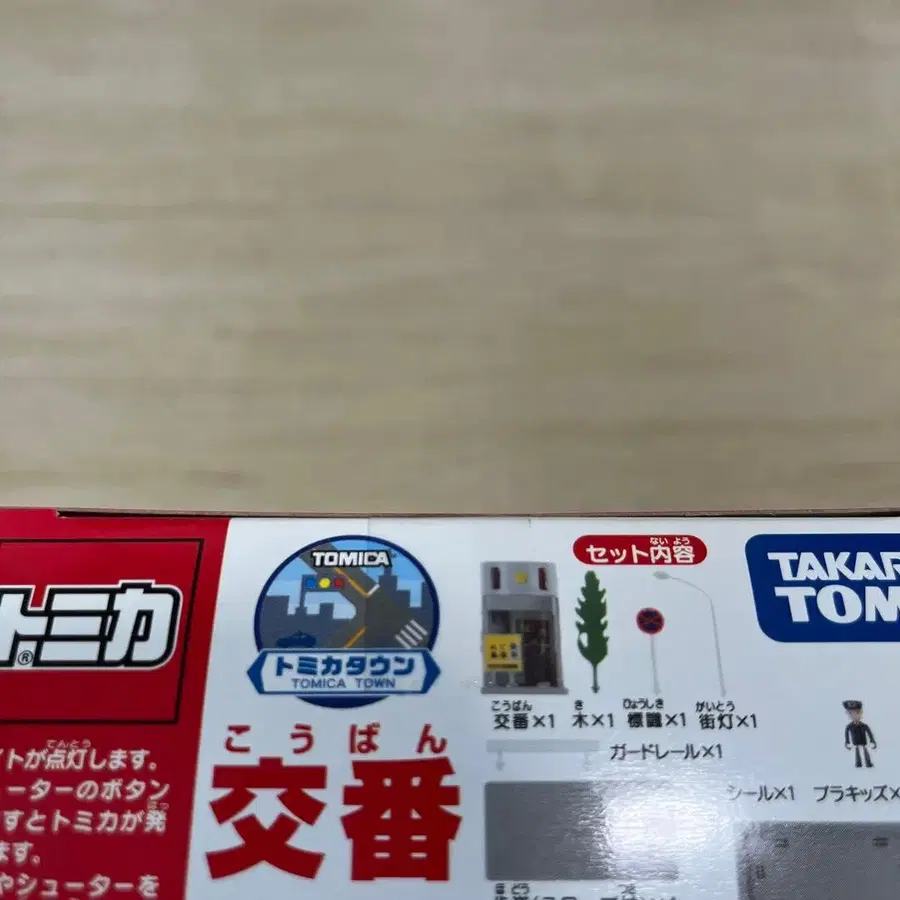 トミカ
®
イトが点灯します。
てんとう
ューターのボタン
すとトミカが発
ます。
やシューターを
TOMICA
トミカタウン
TOMICA TOWN
こうばん
交番
ないよう
セット内容
TAKAR
TOM
こうばん
交番×1
き
木×1
ひょうしき
標識×1
がいとう
街灯×1
ガードレール×1
シール×1
プラキッズ×